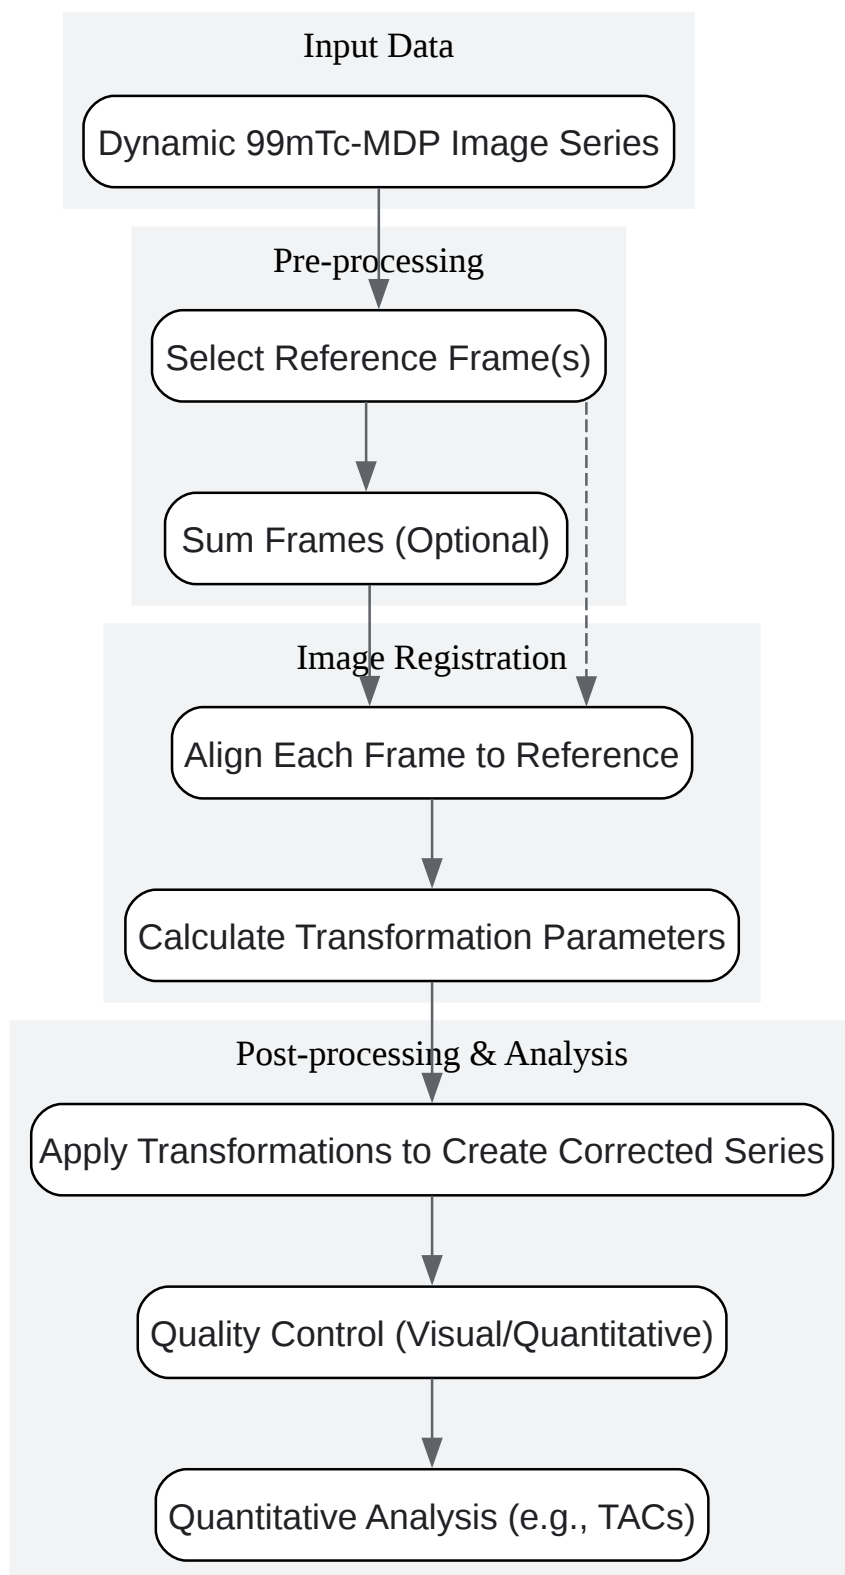 Input Data
Dynamic 99mTc-MDP Image Series
Pre-processing
Select Reference Frame(s)
Sum Frames (Optional)
Image Registration
Align Each Frame to Reference
Calculate Transformation Parameters
Post-processing & Analysis
Apply Transformations to Create Corrected Series
Quality Control (Visual/Quantitative)
Quantitative Analysis (e.g., TACs)